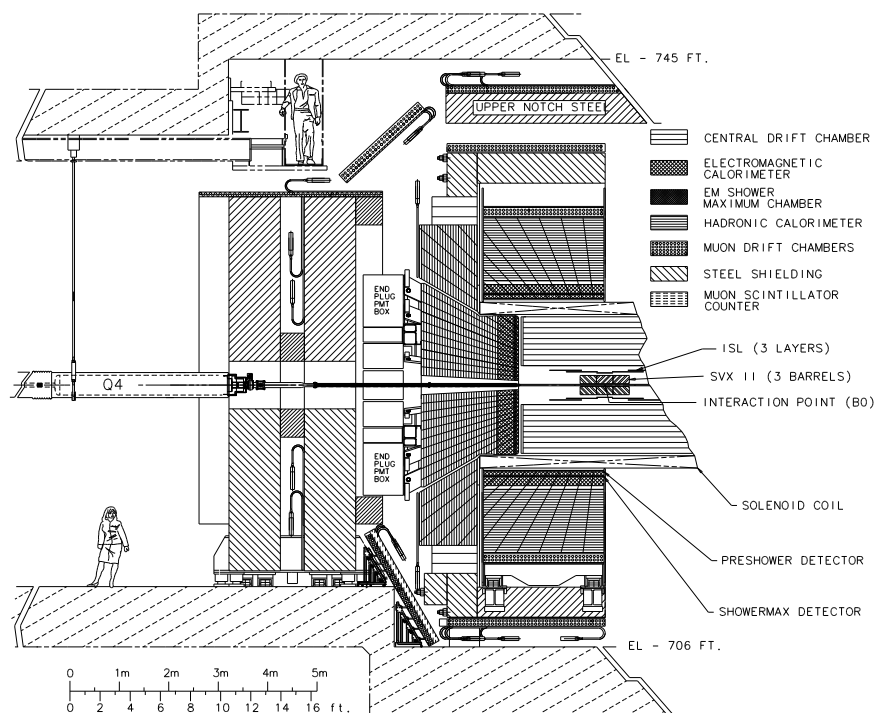 EL - 745 FT.
UPPER NOTCH STEEL
CENTRAL DRIFT CHAMBER
ELECTROMAGNETIC
CALORIMETER
EM SHOWER
MAXIMUM CHAMBER
HADRONIC CALORIMETER
MUON DRIFT CHAMBERS
STEEL SHIELDING
MUON SCINTILLATOR
COUNTER
END
PLUG
PMT
BOX
ISL (3 LAYERS)
Q4
SVX II (3 BARRELS)
INTERACTION POINT (B0)
END
PLUG
PMT
BOX
SOLENOID COIL
PRESHOWER DETECTOR
SHOWERMAX DETECTOR
EL - 706 FT.
0 1m 2m 3m 4m 5m
0 2 4 6 8 10 12 14 16 ft.